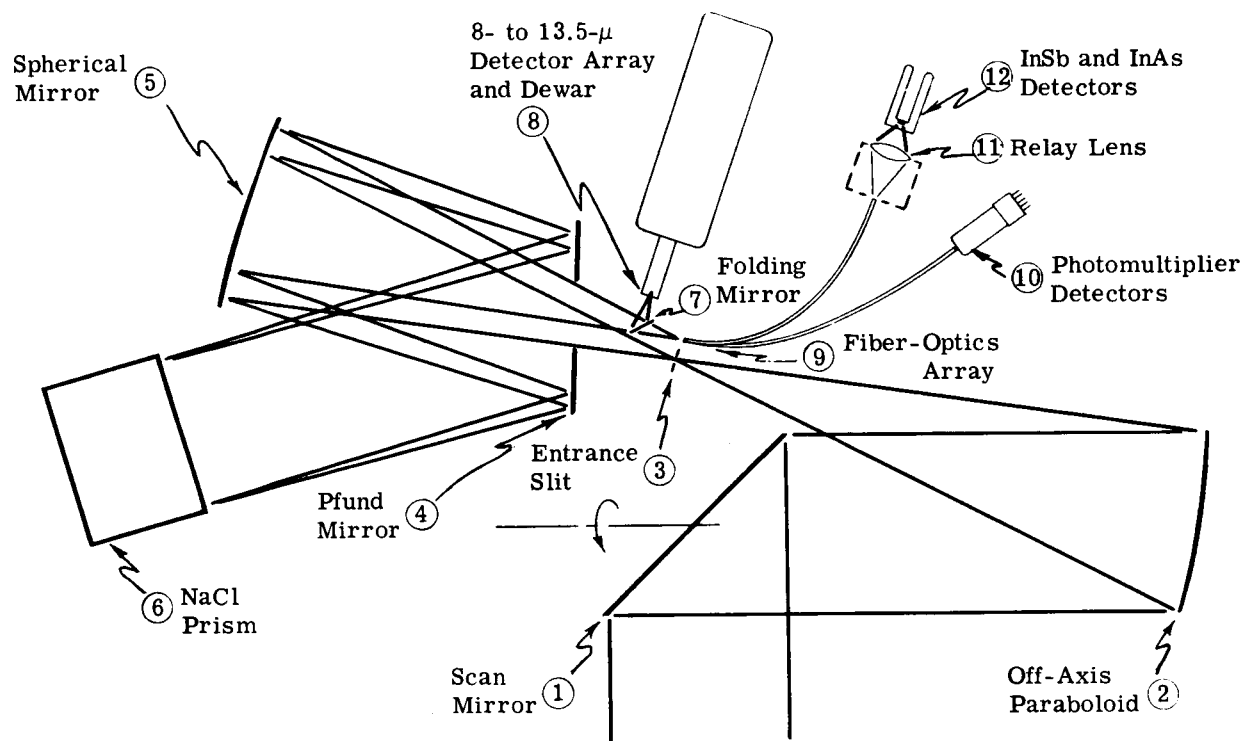 8- to 13.5-μ
Detector Array
and Dewar
8
Spherical
Mirror 5
12 InSb and InAs
Detectors
11 Relay Lens
Folding
Mirror
7
10 Photomultiplier
Detectors
9 Fiber-Optics
Array
Entrance
Slit 3
Pfund
Mirror 4
6 NaCl
Prism
Scan
Mirror 1
Off-Axis
Paraboloid 2